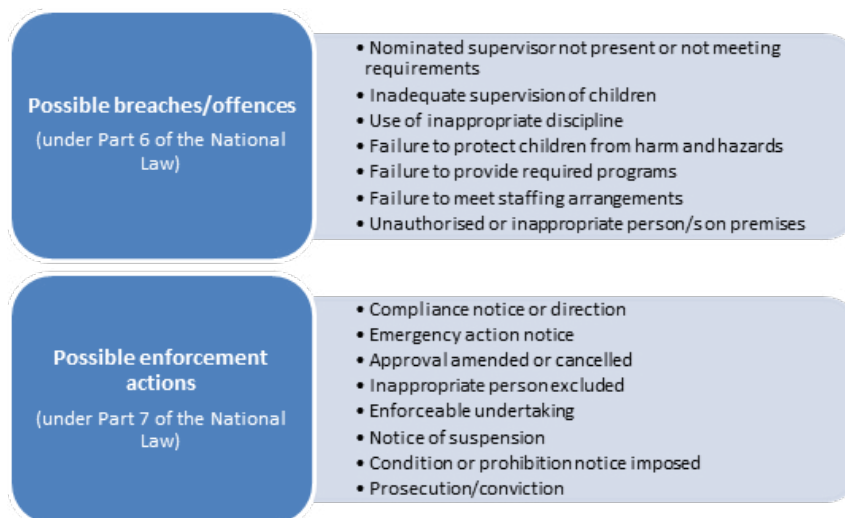 Possible breaches/offences
(under Part 6 of the National
Law)
• Nominated supervisor not present or not meeting
requirements
• Inadequate supervision of children
• Use of inappropriate discipline
• Failure to protect children from harm and hazards
• Failure to provide required programs
• Failure to meet staffing arrangements
• Unauthorised or inappropriate person/s on premises
Possible enforcement
actions
(under Part 7 of the National
Law)
• Compliance notice or direction
• Emergency action notice
• Approval amended or cancelled
• Inappropriate person excluded
• Enforceable undertaking
• Notice of suspension
• Condition or prohibition notice imposed
• Prosecution/conviction